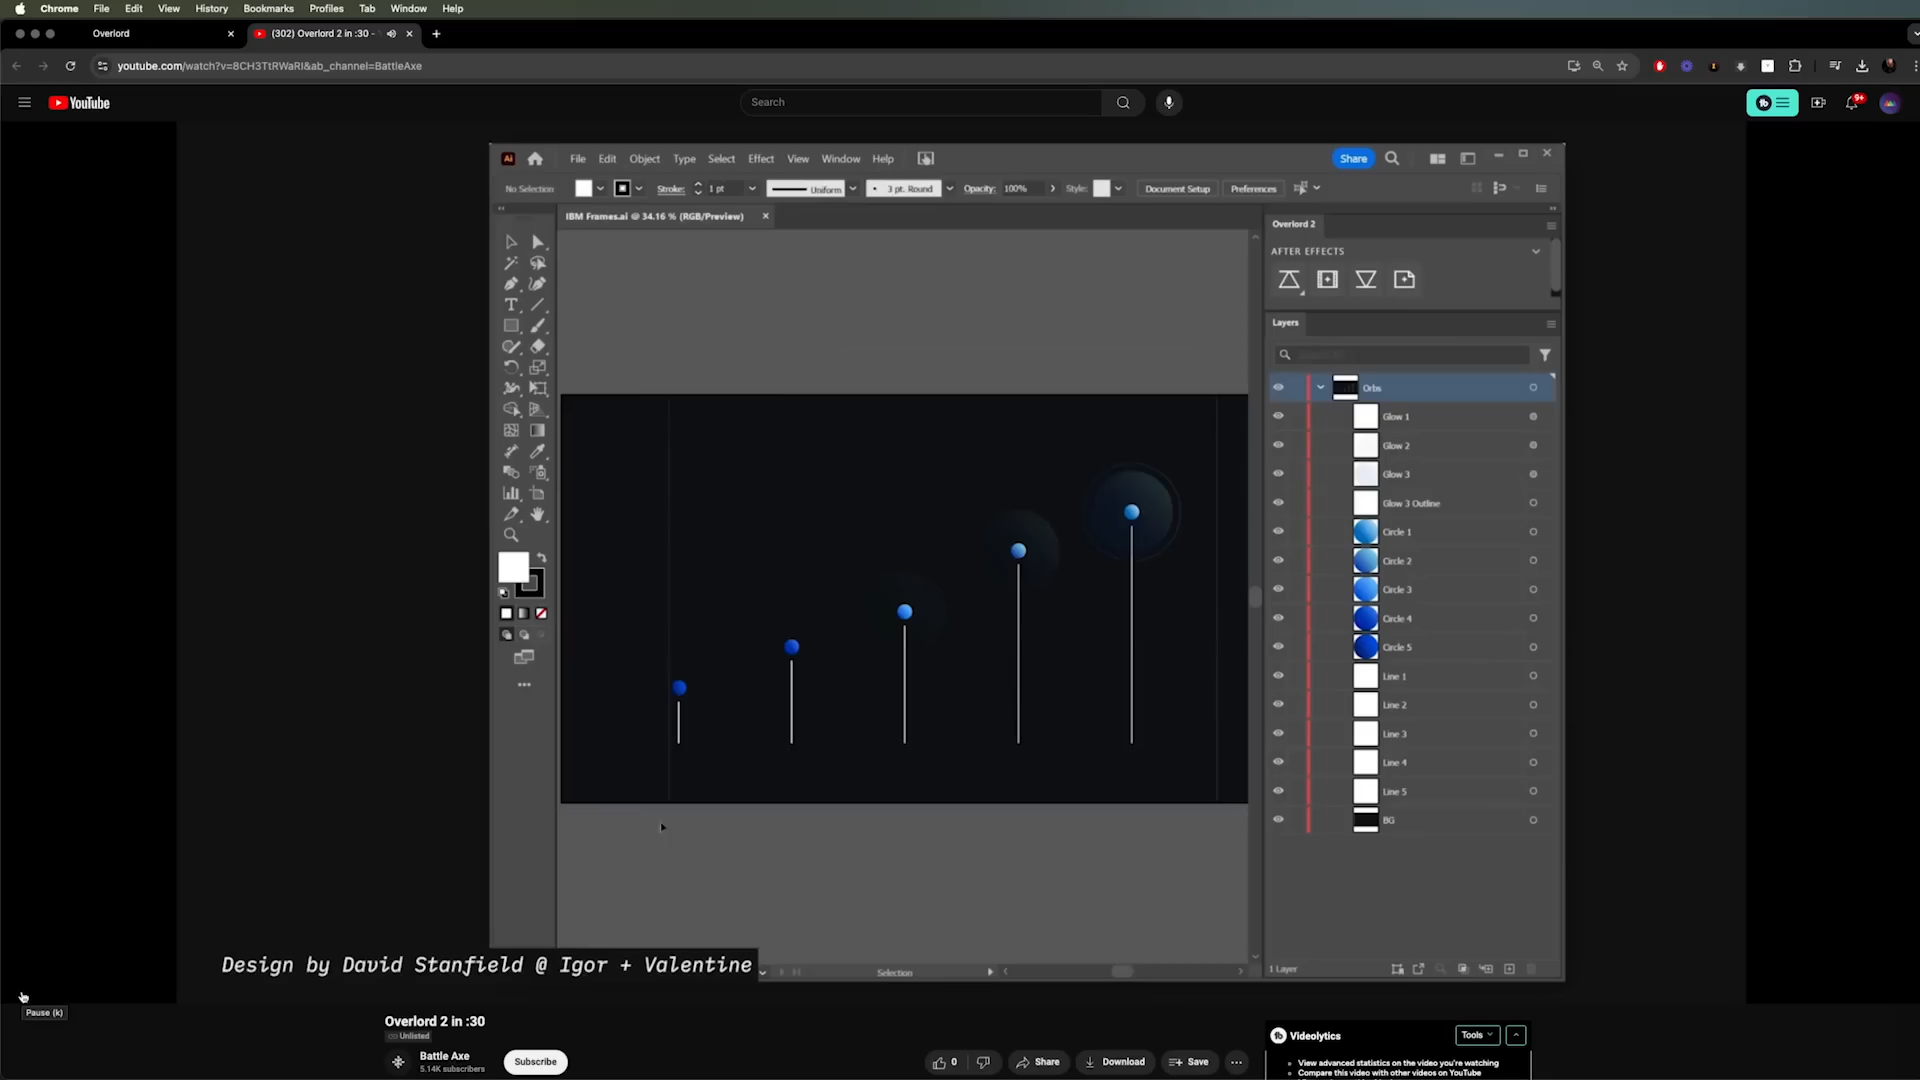 Chrome File Edit View History Bookmarks Profiles Tab Window Help
Overlord
(302) Overlord 2 in :30 -
youtube.com/watch?v=8CH3TtRWaRI&ab_channel=BattleAxe
YouTube
Search
9+
Ai File Edit Object Type Select Effect View Window Help
Share
No Selection
Stroke: 1 pt
Uniform
3 pt. Round
Opacity: 100%
Style:
Document Setup
Preferences
IBM Frames.ai @ 34.16 % (RGB/Preview)
Overlord 2
AFTER EFFECTS
Layers
Orbs
Glow 1
Glow 2
Glow 3
Glow 3 Outline
Circle 1
Circle 2
Circle 3
Circle 4
Circle 5
Line 1
Line 2
Line 3
Line 4
Line 5
BG
Design by David Stanfield @ Igor + Valentine
Selection
1 Layer
Pause (k)
Overlord 2 in :30
Unlisted
Battle Axe
5.14K subscribers
Subscribe
0
Share
Download
Save
Videolytics
Tools
View advanced statistics on the video you're watching
Compare this video with other videos on YouTube